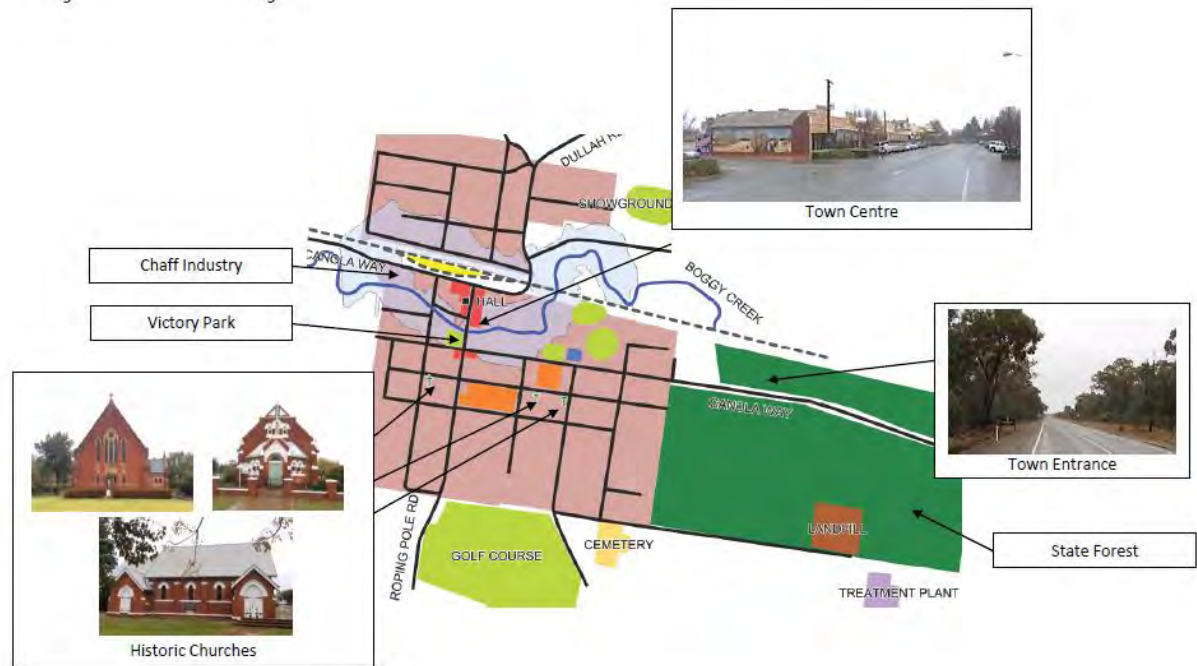 Town Centre
DULLAH R
SHOWGROUND
Chaff Industry
CANOLA WAY
BOGGY CREEK
HALL
Victory Park
CANOLA WAY
Town Entrance
Historic Churches
ROPING POLE RD
GOLF COURSE
CEMETERY
LANDFILL
State Forest
TREATMENT PLANT